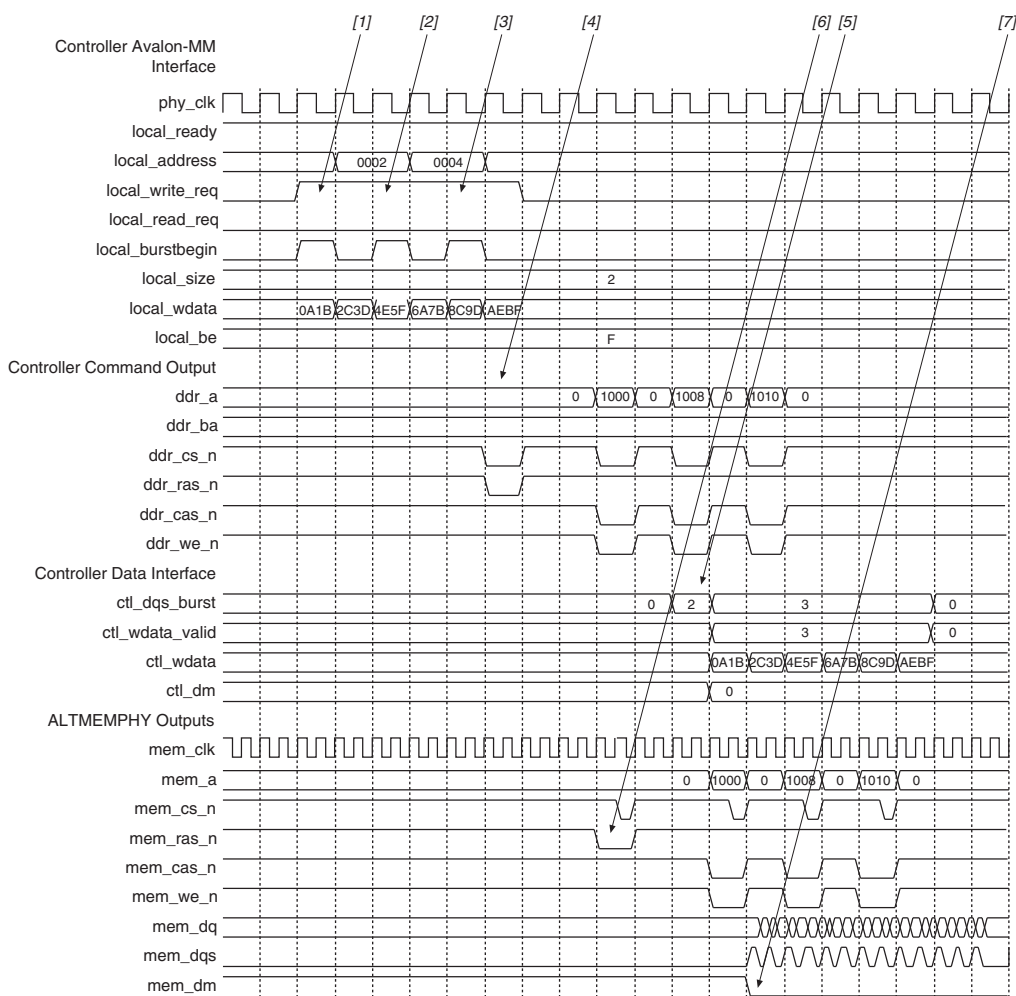 [1] [2] [3] [4] [6] [5] [7]
Controller Avalon-MM
Interface
phy_clk
local_ready
local_address 0002 0004
local_write_req
local_read_req
local_burstbegin
local_size 2
local_wdata 0A1B 2C3D 4E5F 6A7B 8C9D AEBF
local_be F
Controller Command Output
ddr_a 0 1000 0 1008 0 1010 0
ddr_ba
ddr_cs_n
ddr_ras_n
ddr_cas_n
ddr_we_n
Controller Data Interface
ctl_dqs_burst 0 2 3 0
ctl_wdata_valid 3 0
ctl_wdata 0A1B 2C3D 4E5F 6A7B 8C9D AEBF
ctl_dm 0
ALTMEMPHY Outputs
mem_clk
mem_a 0 1000 0 1008 0 1010 0
mem_cs_n
mem_ras_n
mem_cas_n
mem_we_n
mem_dq
mem_dqs
mem_dm